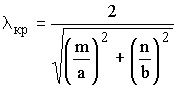 λкр = 2 / √((m/a)² + (n/b)²)